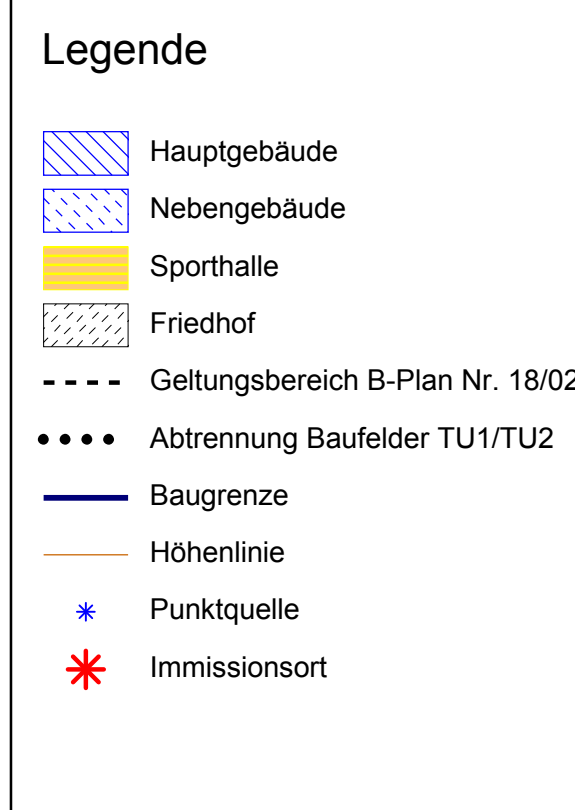 Legende
Hauptgebäude
Nebengebäude
Sporthalle
Friedhof
Geltungsbereich B-Plan Nr. 18/02
Abtrennung Baufelder TU1/TU2
Baugrenze
Höhenlinie
Punktquelle
Immissionsort